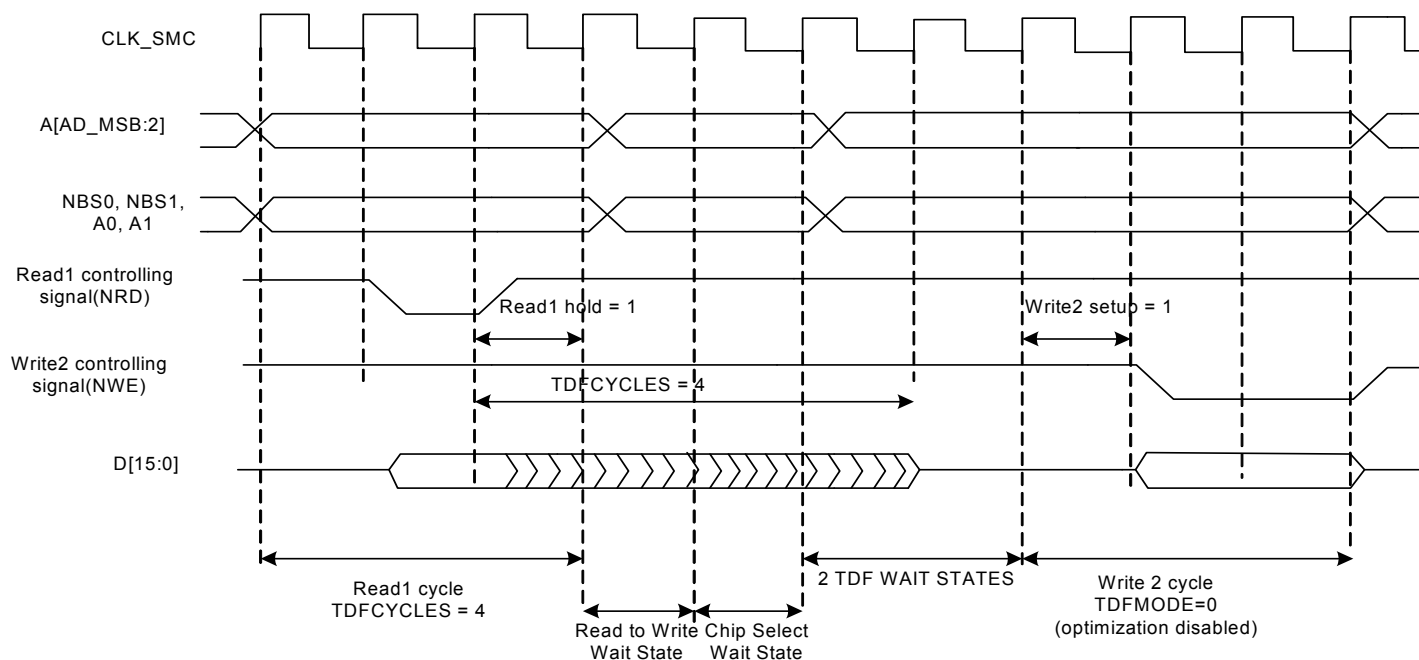 CLK_SMC
A[AD_MSB:2]
NBS0, NBS1,
A0, A1
Read1 controlling
signal(NRD)
Read1 hold = 1
Write2 setup = 1
Write2 controlling
signal(NWE)
TDFCYCLES = 4
D[15:0]
Read1 cycle
TDFCYCLES = 4
2 TDF WAIT STATES
Write 2 cycle
TDFMODE=0
(optimization disabled)
Read to Write
Wait State
Chip Select
Wait State